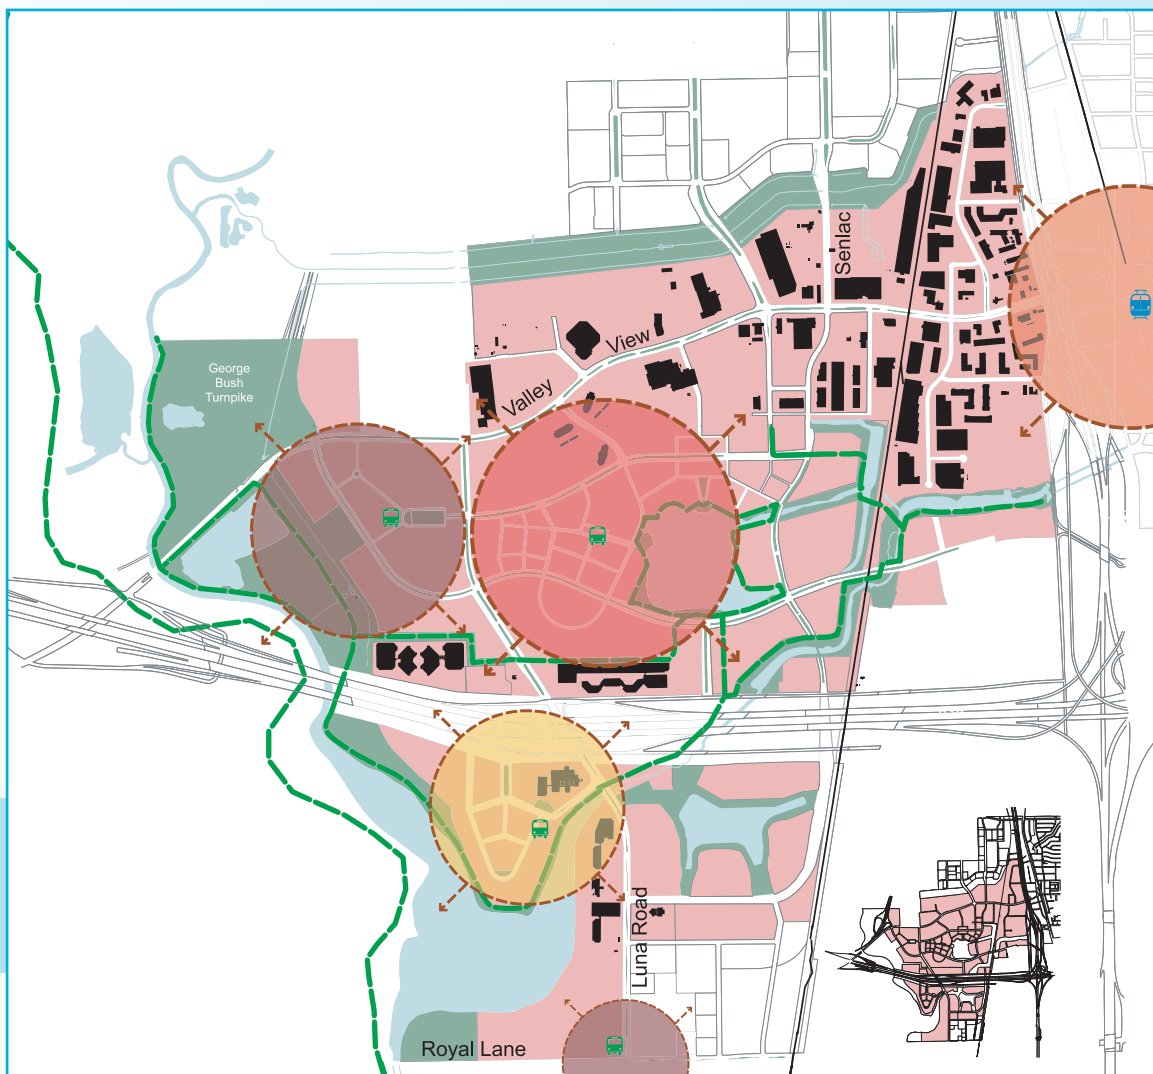 Senlac
Valley View
George
Bush
Turnpike
Luna Road
Royal Lane